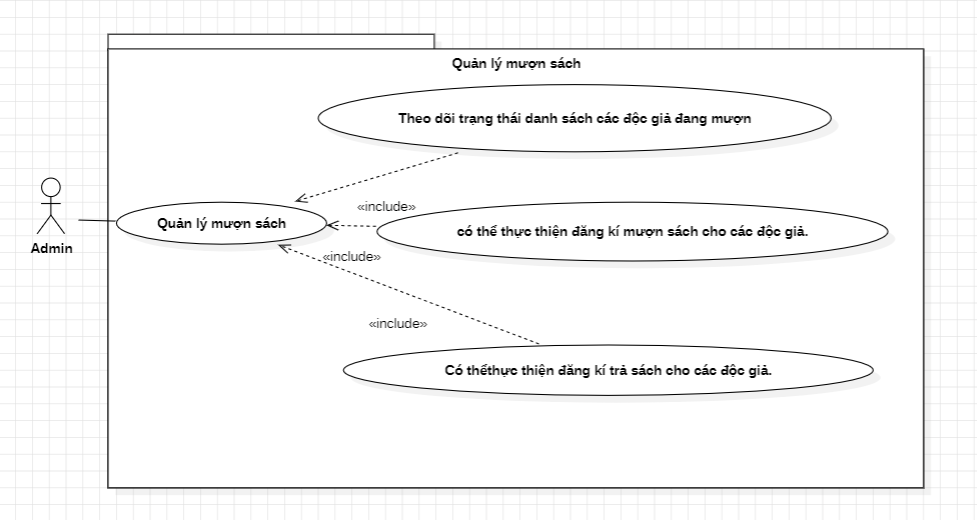 Quản lý mượn sách
Theo dõi trạng thái danh sách các độc giả đang mượn
«include»
Quản lý mượn sách
có thể thực thiện đăng kí mượn sách cho các độc giả.
Admin
«include»
«include»
Có thểthực thiện đăng kí trả sách cho các độc giả.